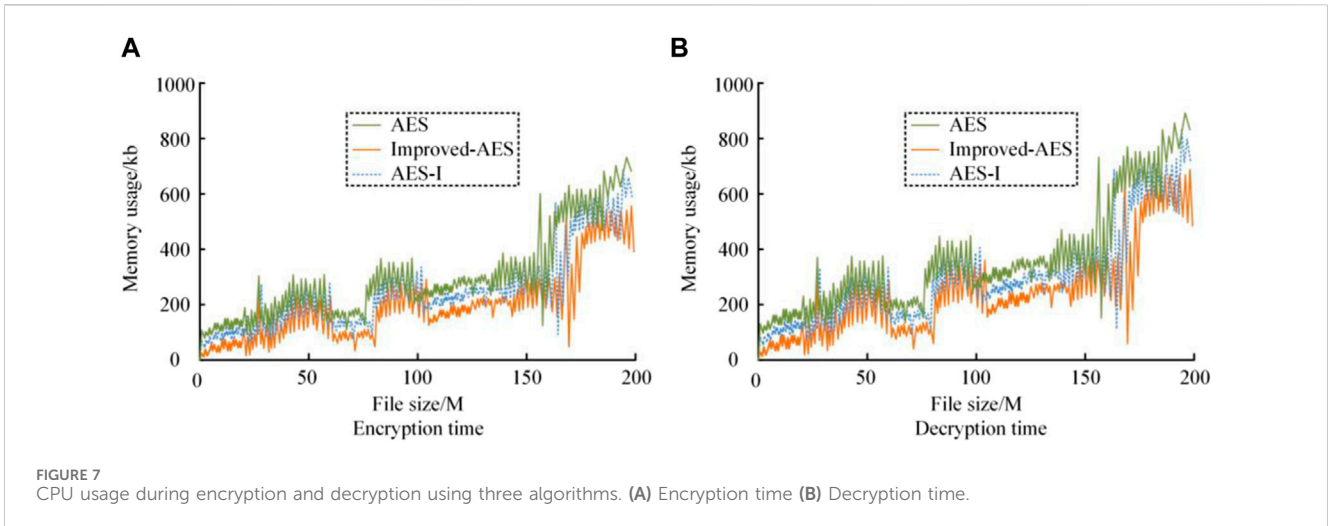 A
1000
800
600
400
200
0
Memory usage/kb
AES
Improved-AES
AES-I
0
50
100
150
200
File size/M
Encryption time
B
1000
800
600
400
200
0
Memory usage/kb
AES
Improved-AES
AES-I
0
50
100
150
200
File size/M
Decryption time
FIGURE 7
CPU usage during encryption and decryption using three algorithms. (A) Encryption time (B) Decryption time.